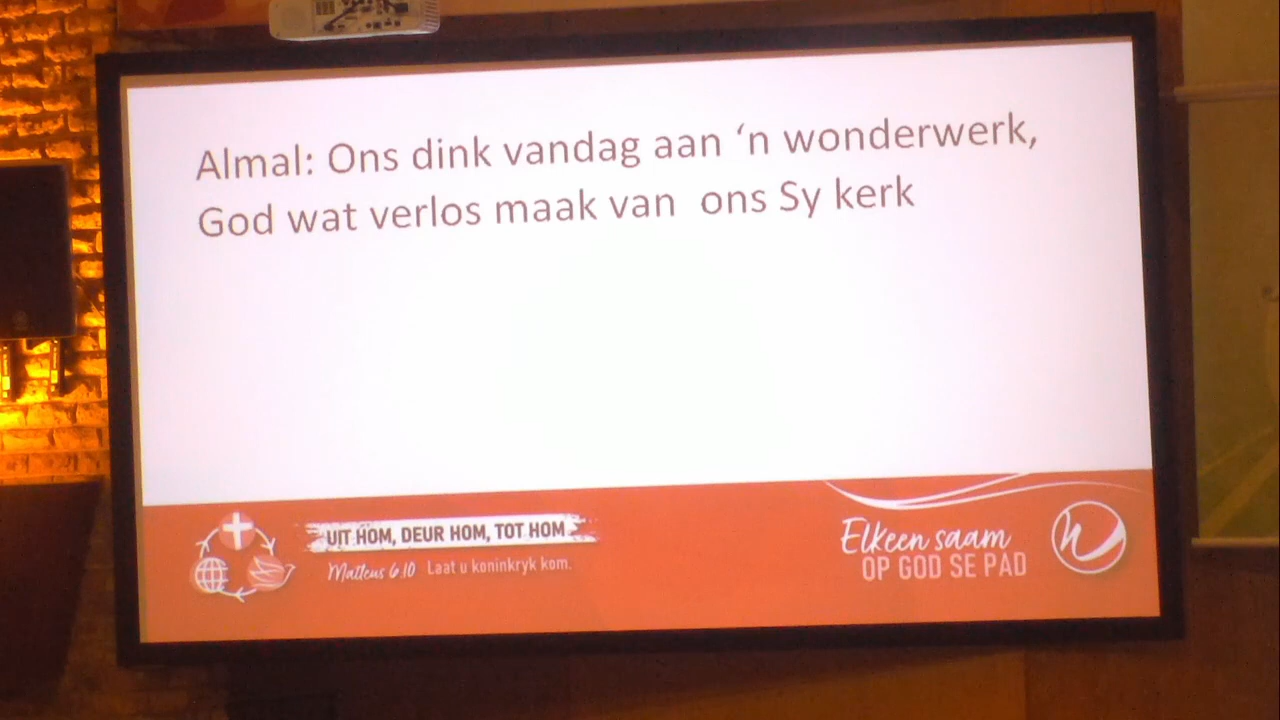 Almal: Ons dink vandag aan ‘n wonderwerk,
God wat verlos maak van  ons Sy kerk
UIT HOM, DEUR HOM, TOT HOM
Matteus 6:10 Laat u koninkryk kom.
Elkeen saam
OP GOD SE PAD